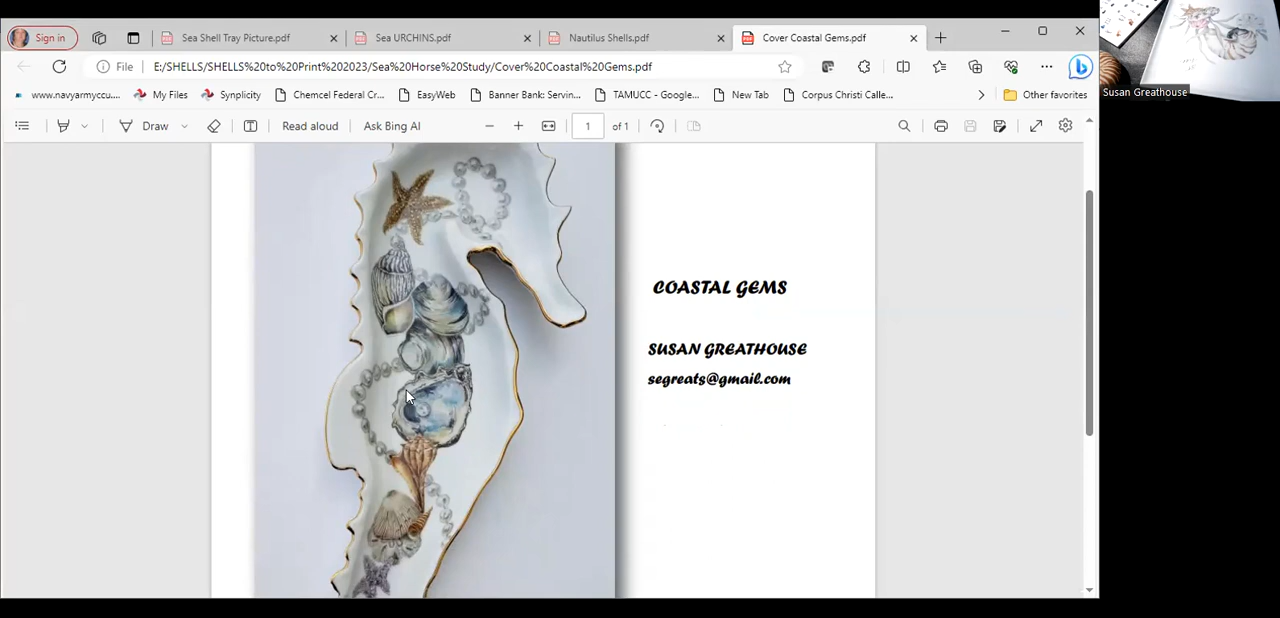 Sign in
Sea Shell Tray Picture.pdf
Sea URCHINS.pdf
Nautilus Shells.pdf
Cover Coastal Gems.pdf
File
E:/SHELLS/SHELLS%20to%20Print%202023/Sea%20Horse%20Study/Cover%20Coastal%20Gems.pdf
www.navyarmyccu....
My Files
Synplicity
Chemcel Federal Cr...
EasyWeb
Banner Bank: Servin...
TAMUCC - Google...
New Tab
Corpus Christi Calle...
Other favorites
Draw
Read aloud
Ask Bing AI
1
of 1
Susan Greathouse
COASTAL GEMS
SUSAN GREATHOUSE
segreats@gmail.com